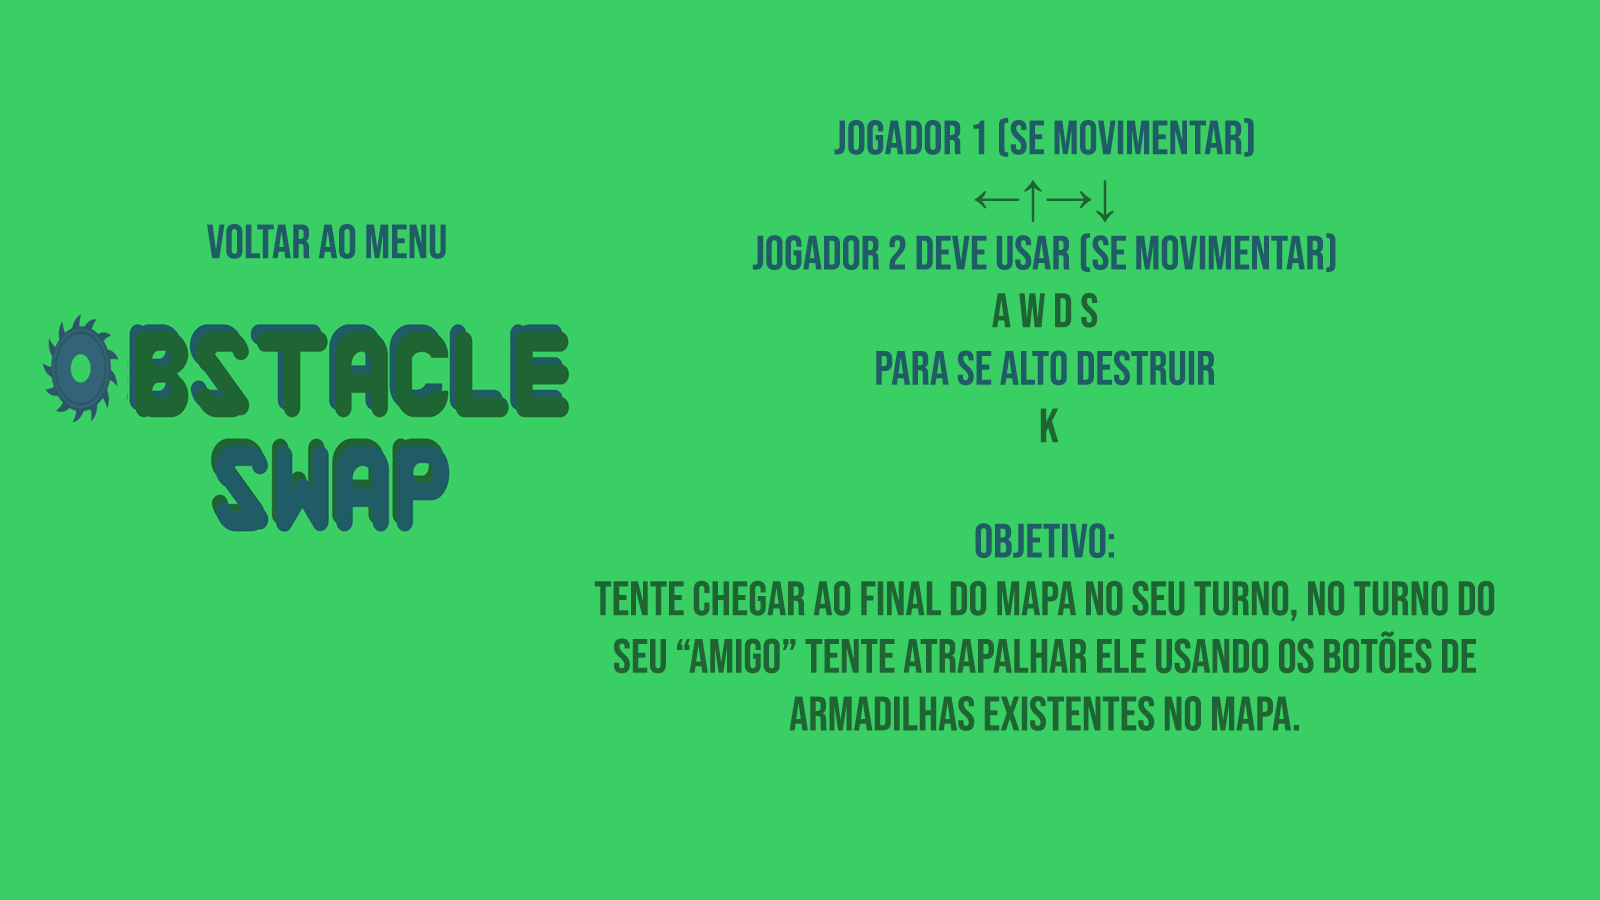 VOLTAR AO MENU
OBSTACLE
SWAP
JOGADOR 1 (SE MOVIMENTAR)
←↑→↓
JOGADOR 2 DEVE USAR (SE MOVIMENTAR)
A W D S
PARA SE ALTO DESTRUIR
K
OBJETIVO:
TENTE CHEGAR AO FINAL DO MAPA NO SEU TURNO, NO TURNO DO
SEU “AMIGO” TENTE ATRAPALHAR ELE USANDO OS BOTÕES DE
ARMADILHAS EXISTENTES NO MAPA.